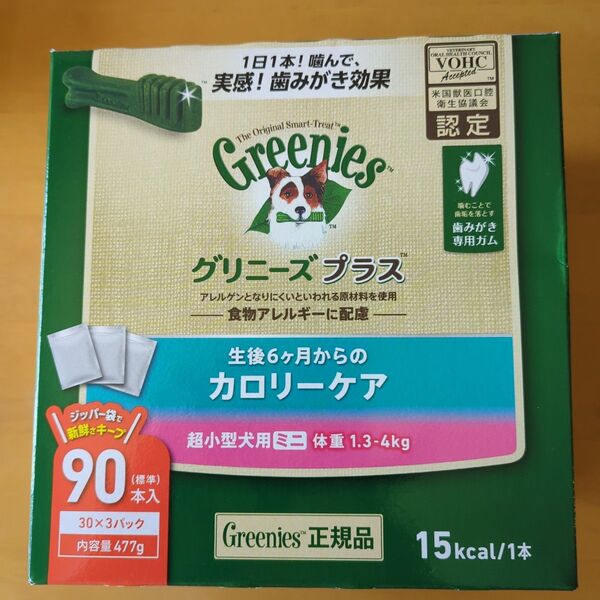 1日1本!噛んで、
実感!歯みがき効果
VETERINARY
ORAL HEALTH COUNCIL
VOHC
Accepted
TM
米国獣医口腔
衛生協議会
認定
The Original Smart-Treat™
Greenies™
TM
噛むことで
歯垢を落とす
歯みがき
専用ガム
グリニーズ プラス™
アレルゲンとなりにくいといわれる原材料を使用
食物アレルギーに配慮
生後6ヶ月からの
カロリーケア
超小型犬用 ミニ 体重 1.3-4kg
ジッパー袋で
新鮮さキープ
90(標準)本入
30×3パック
内容量 477g
Greenies™ 正規品
15kcal/1本